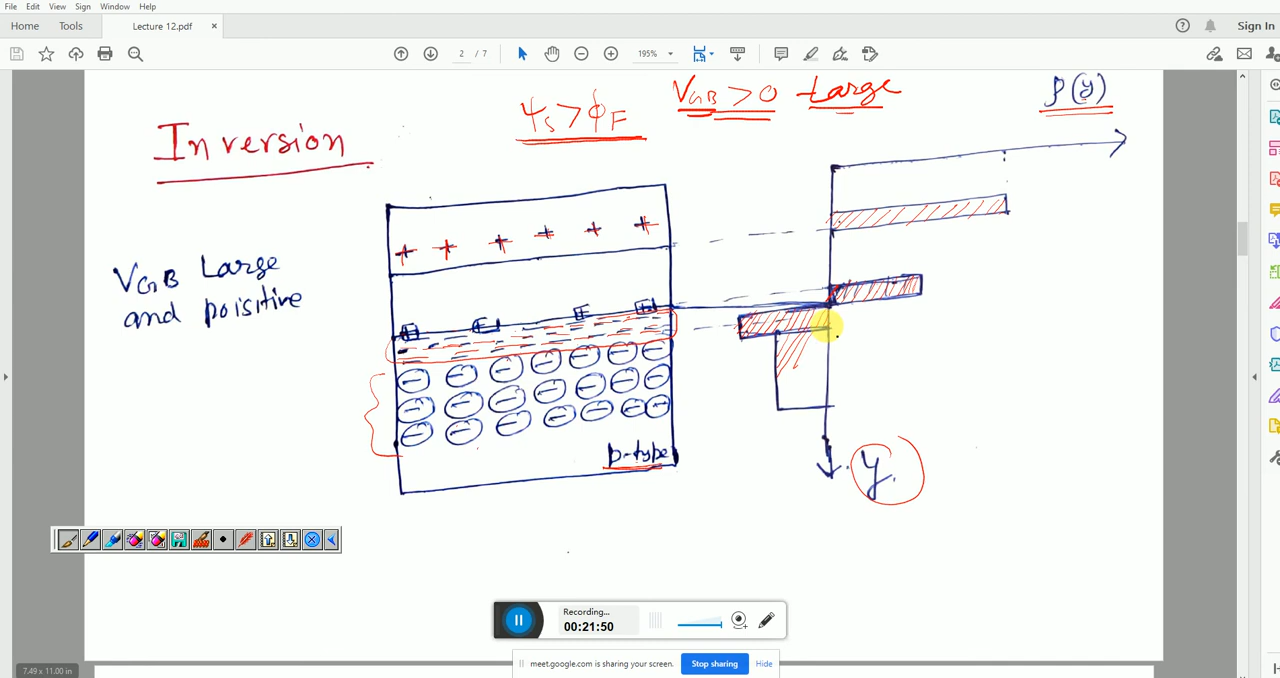 File Edit View Sign Window Help
Home Tools Lecture 12.pdf × Sign In
2 / 7 195%
ψs > ϕF VGB > 0 Large ρ(y)
Inversion
VGB Large
and poisitive
+ + + + + +
p-type
y
Recording...
00:21:50
meet.google.com is sharing your screen. Stop sharing Hide
7.49 x 11.00 in